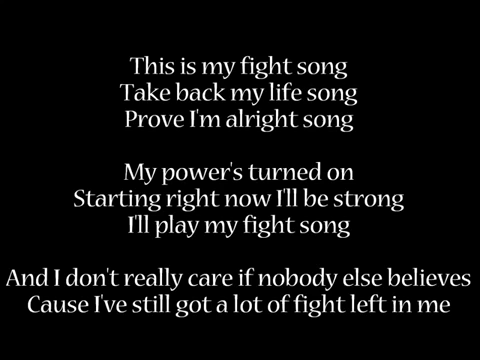 This is my fight song
Take back my life song
Prove I'm alright song
My power's turned on
Starting right now I'll be strong
I'll play my fight song
And I don't really care if nobody else believes
Cause I've still got a lot of fight left in me